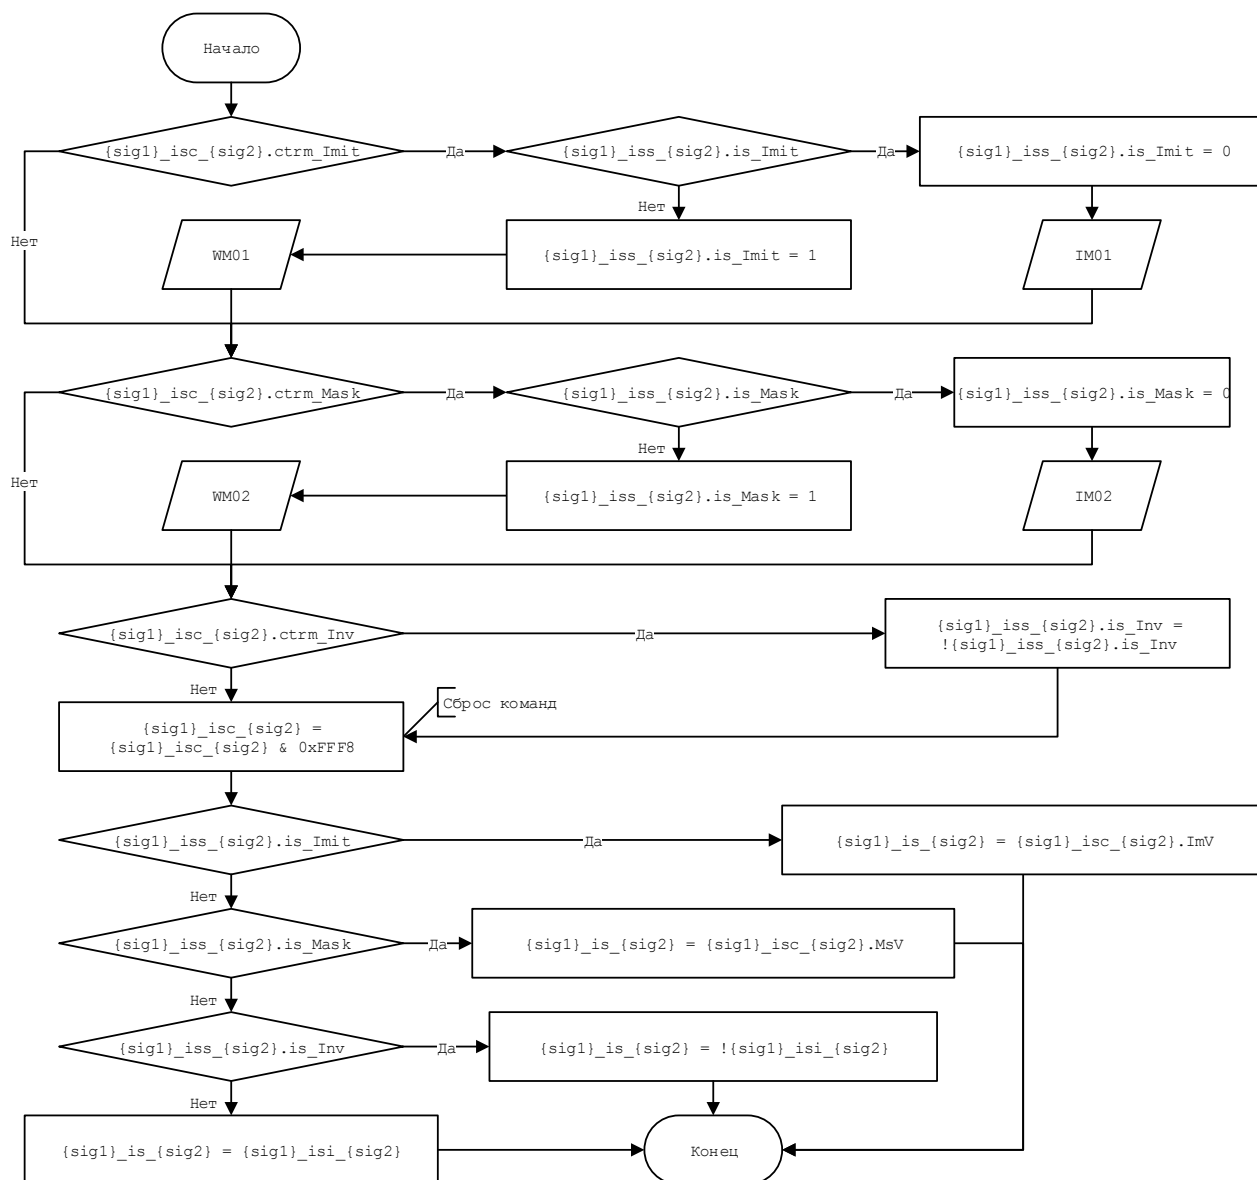 Начало
{sig1}_isc_{sig2}.ctrm_Imit
Да
{sig1}_iss_{sig2}.is_Imit
Да
{sig1}_iss_{sig2}.is_Imit = 0
Нет
Нет
WM01
{sig1}_iss_{sig2}.is_Imit = 1
IM01
{sig1}_isc_{sig2}.ctrm_Mask
Да
{sig1}_iss_{sig2}.is_Mask
Да
{sig1}_iss_{sig2}.is_Mask = 0
Нет
Нет
WM02
{sig1}_iss_{sig2}.is_Mask = 1
IM02
{sig1}_isc_{sig2}.ctrm_Inv
Да
{sig1}_iss_{sig2}.is_Inv =
!{sig1}_iss_{sig2}.is_Inv
Нет
Сброс команд
{sig1}_isc_{sig2} =
{sig1}_isc_{sig2} & 0xFFF8
{sig1}_iss_{sig2}.is_Imit
Да
{sig1}_is_{sig2} = {sig1}_isc_{sig2}.ImV
Нет
{sig1}_iss_{sig2}.is_Mask
Да
{sig1}_is_{sig2} = {sig1}_isc_{sig2}.MsV
Нет
{sig1}_iss_{sig2}.is_Inv
Да
{sig1}_is_{sig2} = !{sig1}_isi_{sig2}
Нет
{sig1}_is_{sig2} = {sig1}_isi_{sig2}
Конец